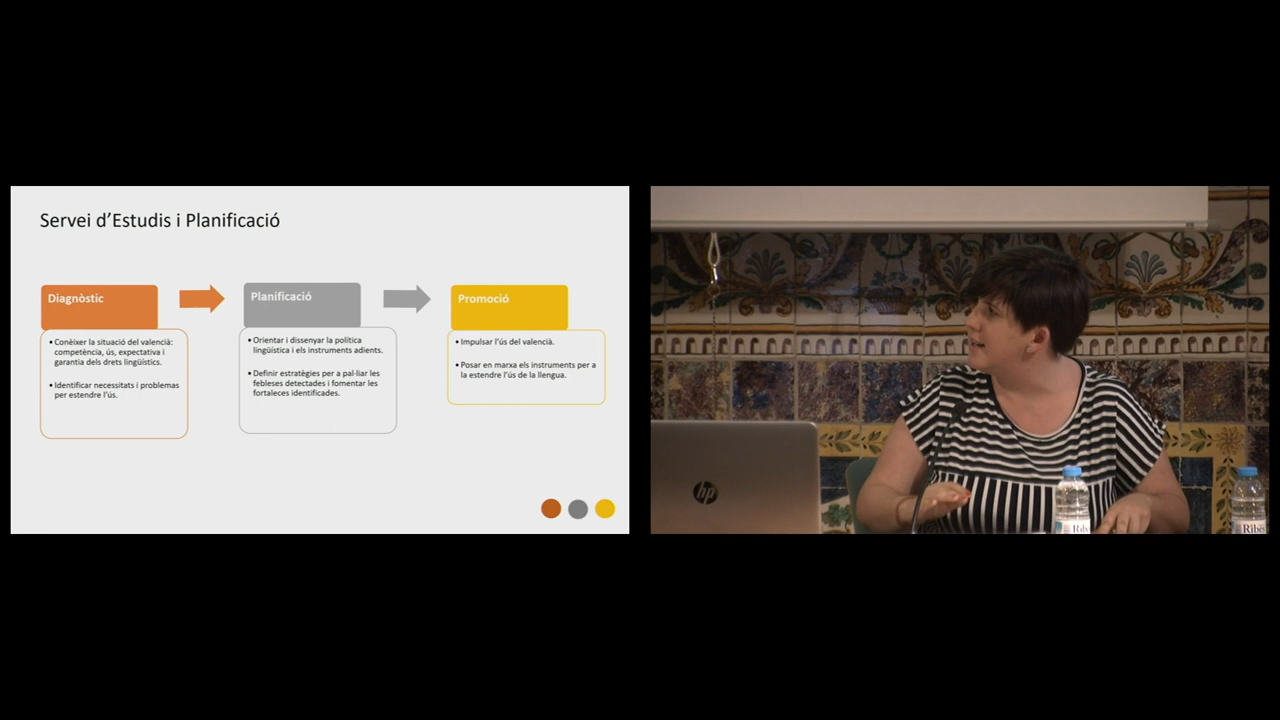 Servei d'Estudis i Planificació
Diagnòstic
• Conèixer la situació del valencià:
competència, ús, expectativa i
garantia dels drets lingüístics.
• Identificar necessitats i problemas
per estendre l'ús.
Planificació
• Orientar i dissenyar la política
lingüística i els instruments adients.
• Definir estratègies per a pal·liar les
febleses detectades i fomentar les
fortaleces identificades.
Promoció
• Impulsar l'ús del valencià.
• Posar en marxa els instruments per a
la estendre l'ús de la llengua.
hp
Ribes